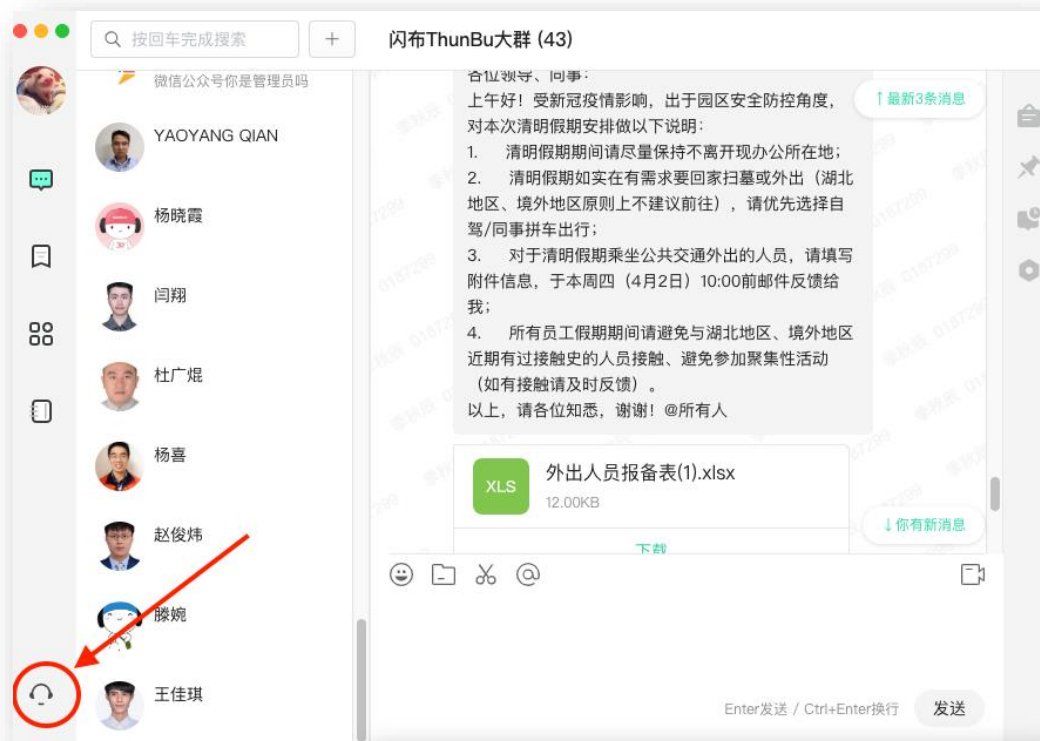 按回车完成搜索
+
闪布ThunBu大群 (43)
微信公众号你是管理员吗
YAOYANG QIAN
杨晓霞
闫翔
杜广焜
杨喜
赵俊炜
滕婉
王佳琪
各位领导、同事:
上午好！受新冠疫情影响，出于园区安全防控角度，
对本次清明假期安排做以下说明：
1. 清明假期期间请尽量保持不离开现办公所在地；
2. 清明假期如实在有需求要回家扫墓或外出（湖北
地区、境外地区原则上不建议前往），请优先选择自
驾/同事拼车出行；
3. 对于清明假期乘坐公共交通外出的人员，请填写
附件信息，于本周四（4月2日）10:00前邮件反馈给
我；
4. 所有员工假期期间请避免与湖北地区、境外地区
近期有过接触史的人员接触、避免参加聚集性活动
（如有接触请及时反馈）。
以上，请各位知悉，谢谢！@所有人
↑最新3条消息
XLS
外出人员报备表(1).xlsx
12.00KB
下载
↓你有新消息
Enter发送 / Ctrl+Enter换行
发送